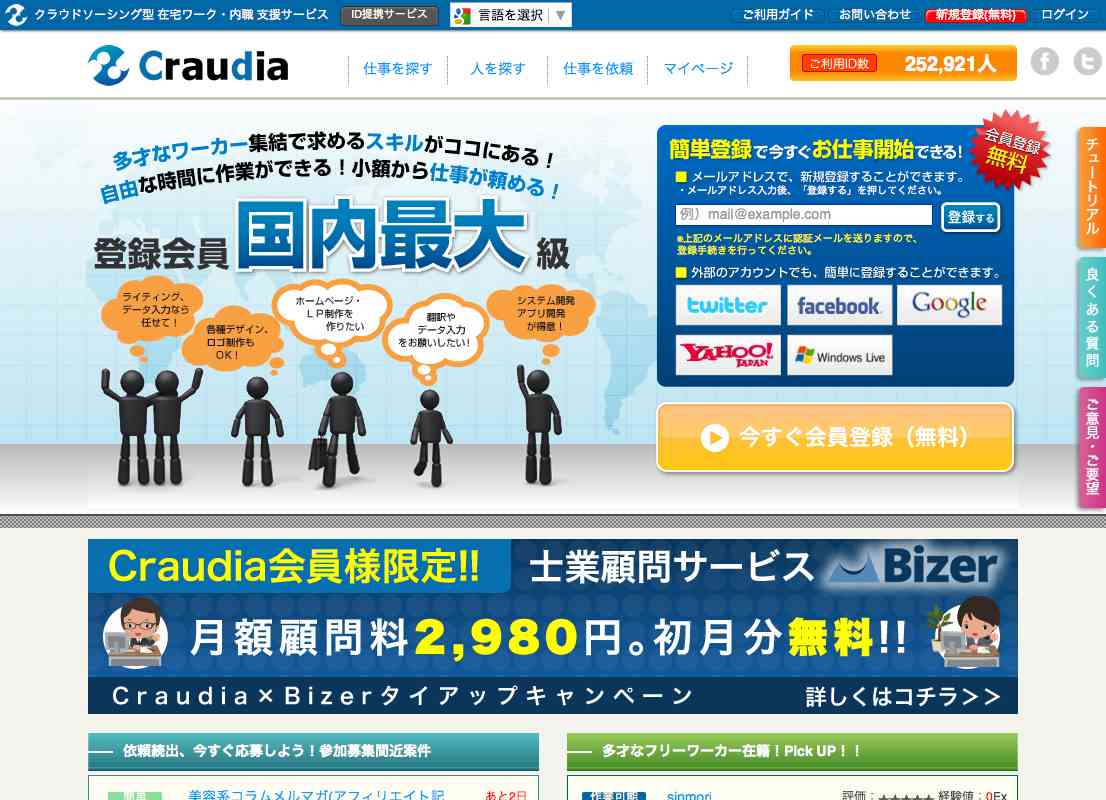 クラウドソーシング型 在宅ワーク・内職 支援サービス
ID提携サービス
言語を選択 ▼
ご利用ガイド
お問い合わせ
新規登録(無料)
ログイン
Craudia
仕事を探す
人を探す
仕事を依頼
マイページ
ご利用ID数
252,921人
多才なワーカー集結で求めるスキルがココにある！
自由な時間に作業ができる！小額から仕事が頼める！
登録会員 国内最大 級
ライティング、
データ入力なら
任せて！
各種デザイン、
ロゴ制作も
OK！
ホームページ・
ＬＰ制作を
作りたい
翻訳や
データ入力
をお願いしたい!
システム開発
アプリ開発
が得意！
簡単登録で今すぐお仕事開始できる!
会員登録
無料
■ メールアドレスで、新規登録することができます。
・メールアドレス入力後、「登録する」を押してください。
例）mail@example.com
登録する
※上記のメールアドレスに認証メールを送りますので、
登録手続きを行ってください。
■ 外部のアカウントでも、簡単に登録することができます。
twitter
facebook
Google
YAHOO!
JAPAN
Windows Live
今すぐ会員登録（無料）
チュートリアル
良くある質問
ご意見・ご要望
Craudia会員様限定!!
士業顧問サービス Bizer
月額顧問料2,980円。初月分無料!!
Craudia×Bizerタイアップキャンペーン
詳しくはコチラ＞＞
依頼続出、今すぐ応募しよう！参加募集間近案件
多才なフリーワーカー在籍！Pick UP！！
美容系コラムメルマガ(アフィリエイト記
あと2日
作業可能
sinmori
評価：★★★★★ 経験値：0Ex